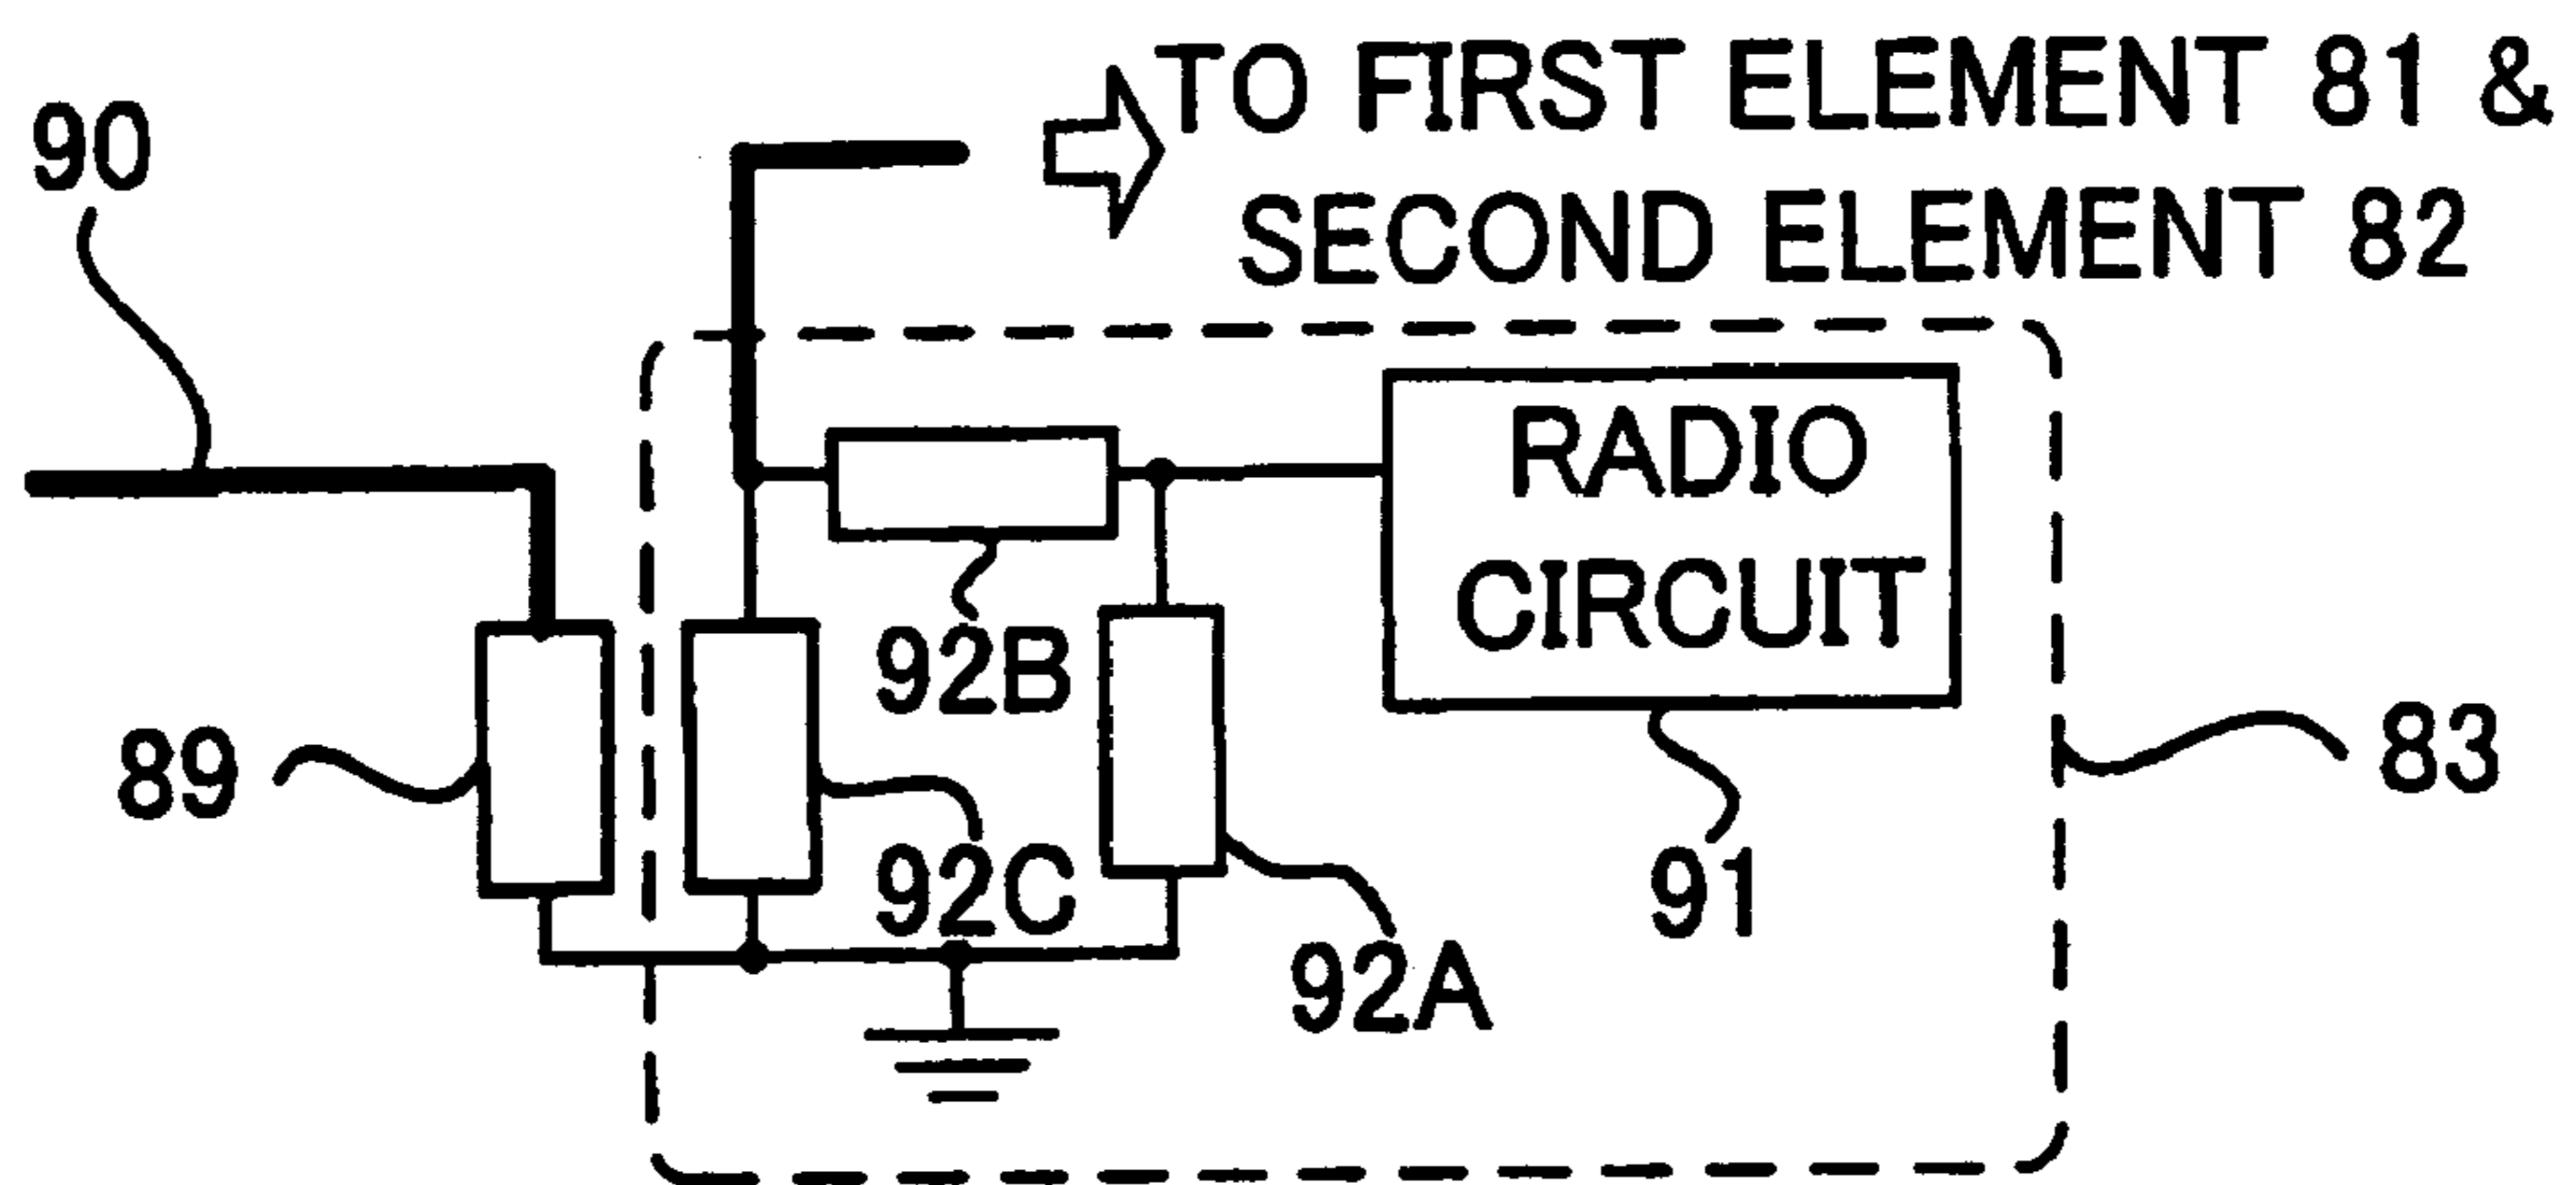 TO FIRST ELEMENT 81 &
SECOND ELEMENT 82
90
RADIO
CIRCUIT
92B
89
83
92C
91
92A